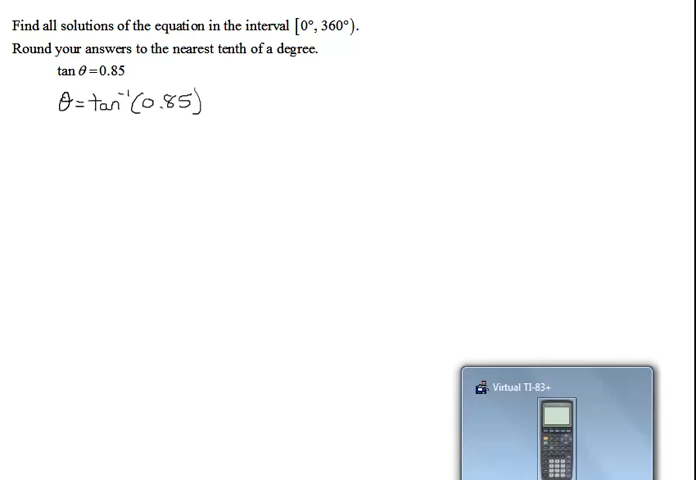 Find all solutions of the equation in the interval [0°, 360°).
Round your answers to the nearest tenth of a degree.
tan θ = 0.85
θ = tan⁻¹(0.85)
Virtual TI-83+